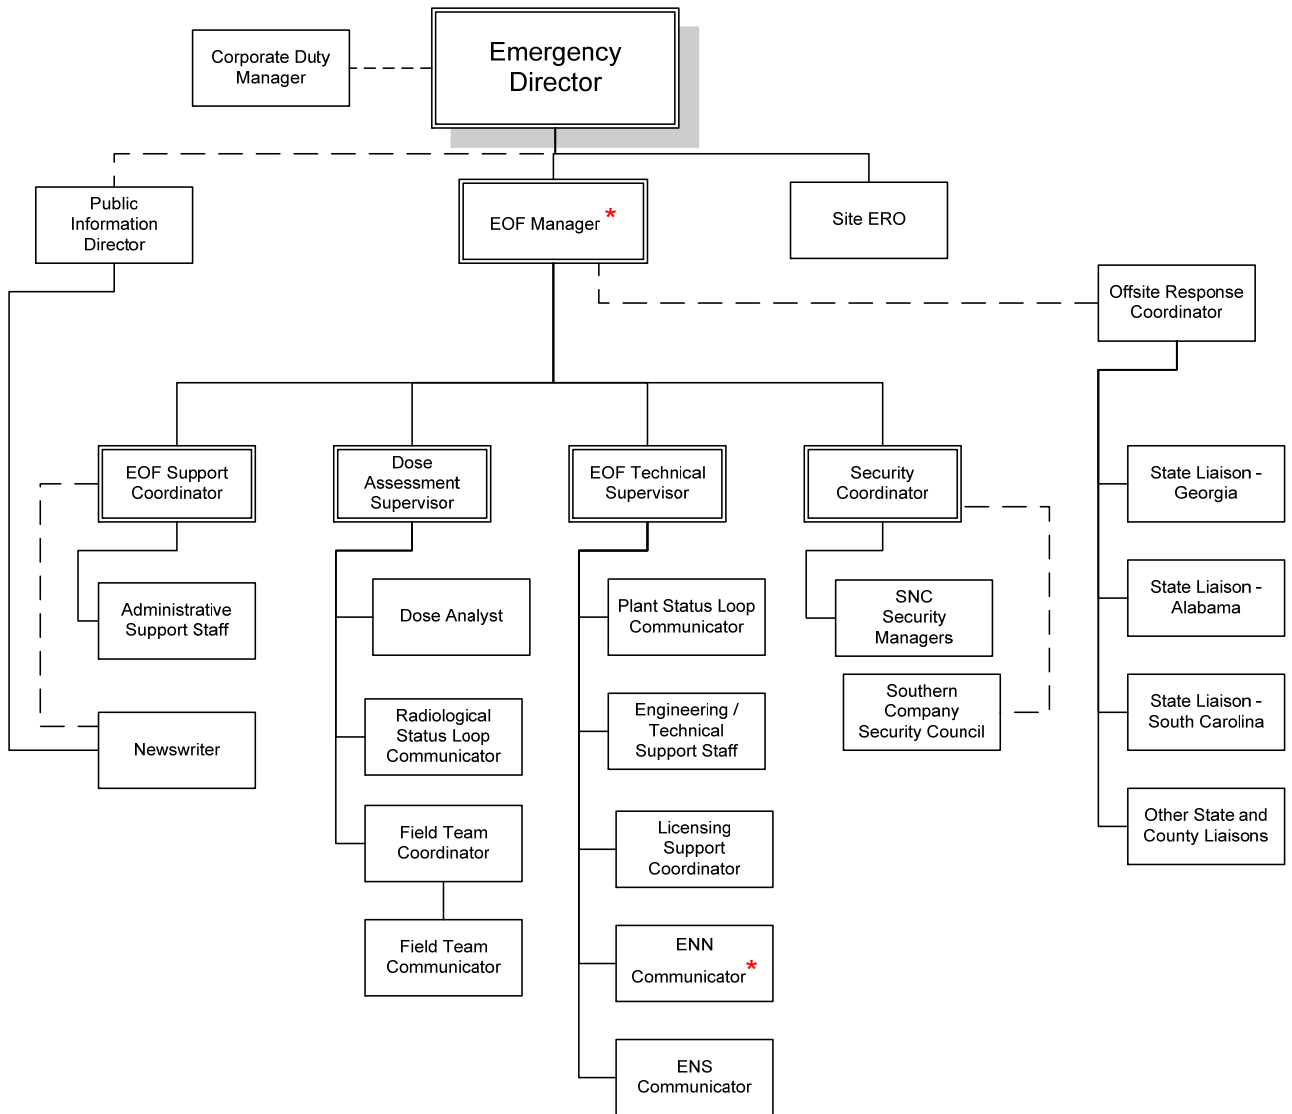 Emergency
Director
Corporate Duty
Manager
Public
Information
Director
EOF Manager *
Site ERO
Offsite Response
Coordinator
EOF Support
Coordinator
Dose
Assessment
Supervisor
EOF Technical
Supervisor
Security
Coordinator
State Liaison -
Georgia
Administrative
Support Staff
Dose Analyst
Plant Status Loop
Communicator
SNC
Security
Managers
State Liaison -
Alabama
Newswriter
Radiological
Status Loop
Communicator
Engineering /
Technical
Support Staff
Southern
Company
Security Council
State Liaison -
South Carolina
Field Team
Coordinator
Licensing
Support
Coordinator
Other State and
County Liaisons
Field Team
Communicator
ENN
Communicator*
ENS
Communicator